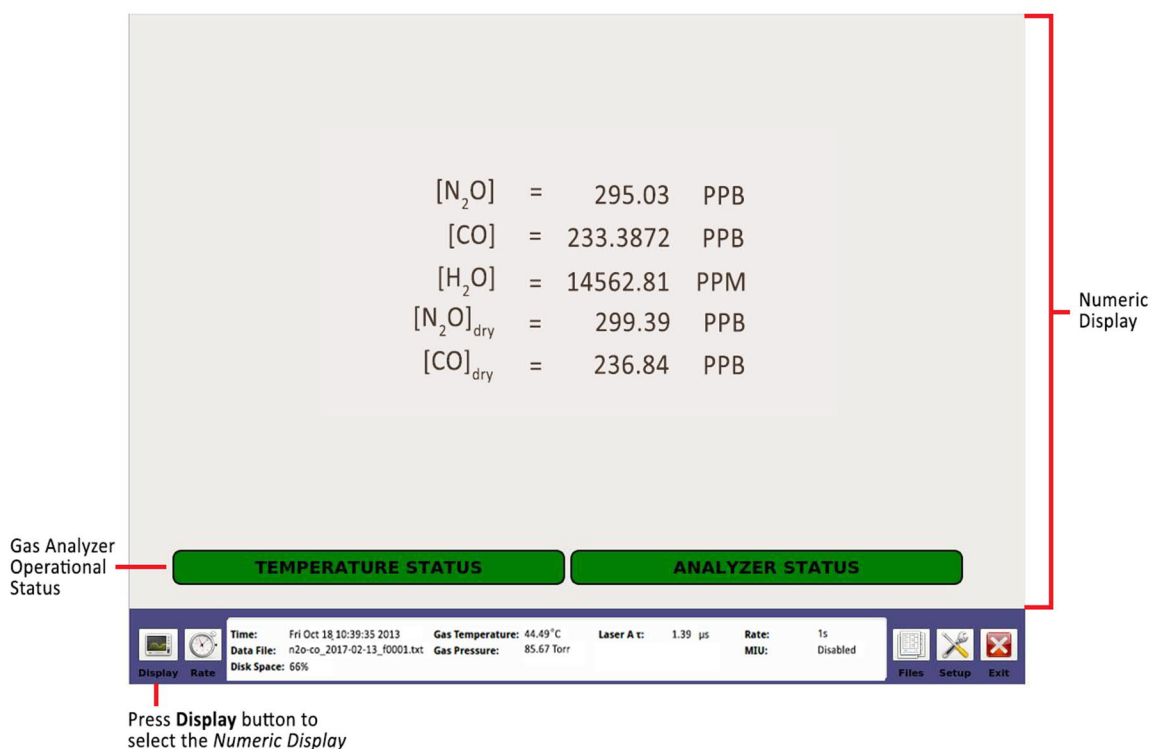 [N2O] = 295.03 PPB
[CO] = 233.3872 PPB
[H2O] = 14562.81 PPM
[N2O]dry = 299.39 PPB
[CO]dry = 236.84 PPB
Numeric
Display
Gas Analyzer
Operational
Status
TEMPERATURE STATUS ANALYZER STATUS
Time: Fri Oct 18 10:39:35 2013 Gas Temperature: 44.49°C Laser A τ: 1.39 µs Rate: 1s
Data File: n2o-co_2017-02-13_f0001.txt Gas Pressure: 85.67 Torr MIU: Disabled
Disk Space: 66%
Display Rate Files Setup Exit
Press Display button to
select the Numeric Display